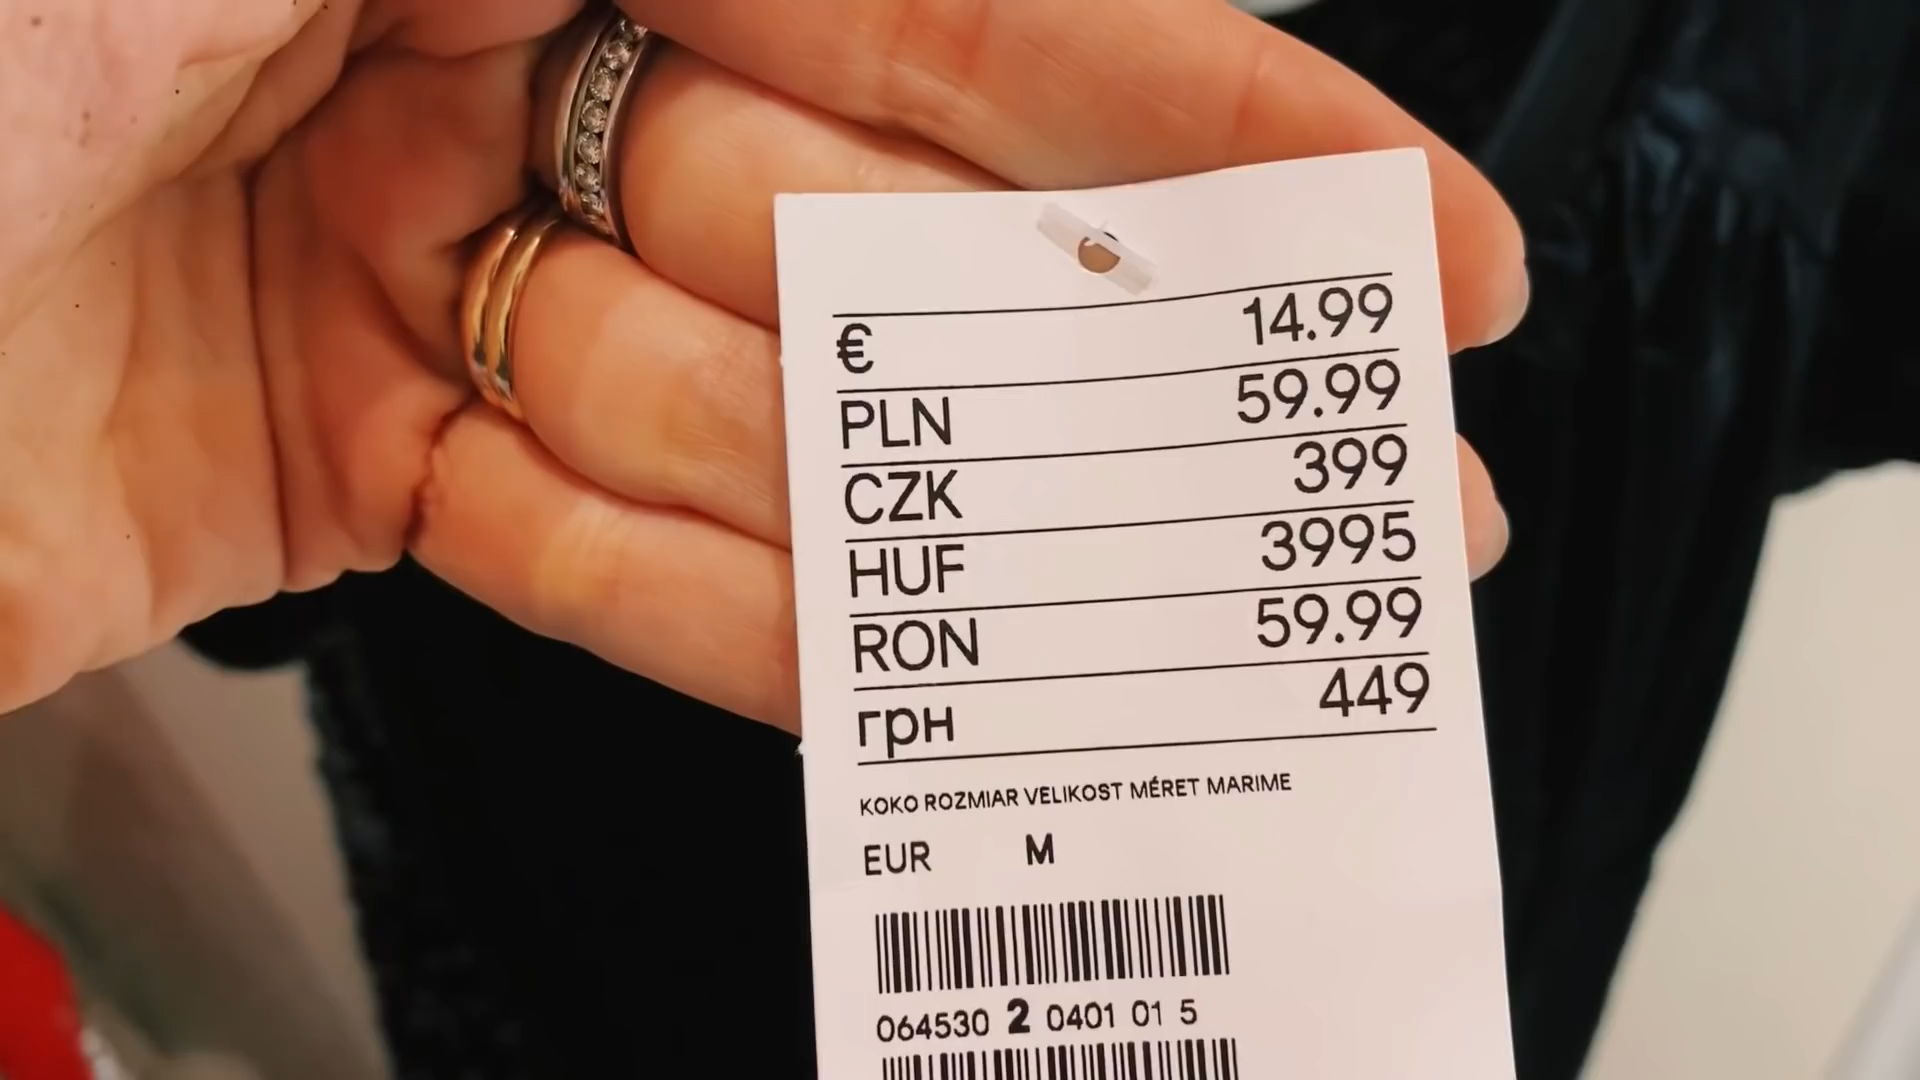 € 14.99
PLN 59.99
CZK 399
HUF 3995
RON 59.99
грн 449
KOKO ROZMIAR VELIKOST MÉRET MARIME
EUR M
064530 2 0401 01 5